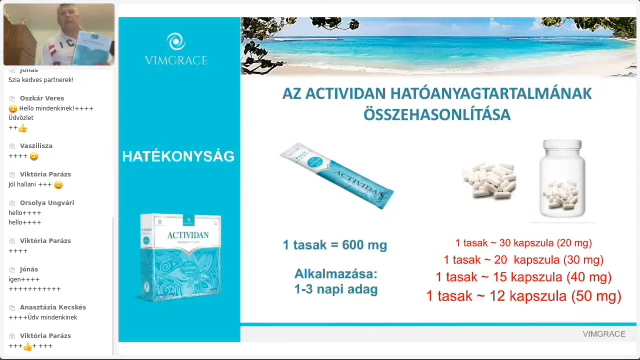 Jónás
Szia kedves partnerek!
Oszkár Veres
Hello mindenkinek!++++
Üdvözlet
++
Vaszilisza
++++
Viktória Parázs
Jól hallani +++
Orsolya Ungvári
hello++++
hello++++
Viktória Parázs
++++
Jónás
igen++++
+++++++++++
Anasztázia Kecskés
++++Üdv mindenkinek
Viktória Parázs
+++ + +++
VIMGRACE
HATÉKONYSÁG
ACTIVIDAN
AZ ACTIVIDAN HATÓANYAGTARTALMÁNAK
ÖSSZEHASONLÍTÁSA
ACTIVIDAN
1 tasak = 600 mg
Alkalmazása:
1-3 napi adag
1 tasak ~ 30 kapszula (20 mg)
1 tasak ~ 20 kapszula (30 mg)
1 tasak ~ 15 kapszula (40 mg)
1 tasak ~ 12 kapszula (50 mg)
VIMGRACE